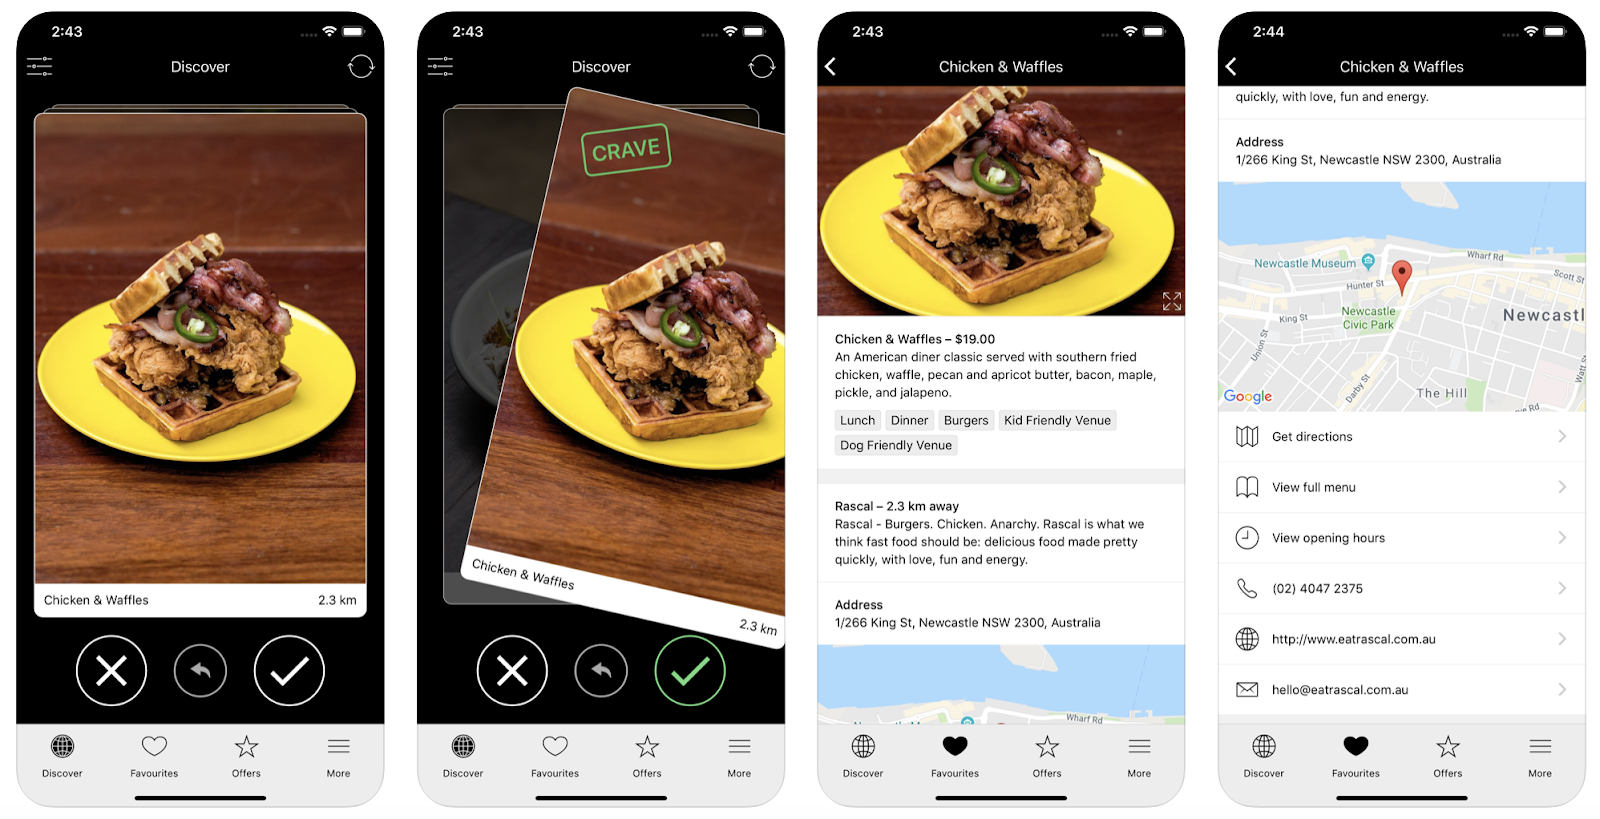 2:43
Discover
Chicken & Waffles
2.3 km
Discover
Favourites
Offers
More
2:43
Discover
CRAVE
Chicken & Waffles
2.3 km
Discover
Favourites
Offers
More
2:43
Chicken & Waffles
Chicken & Waffles – $19.00
An American diner classic served with southern fried
chicken, waffle, pecan and apricot butter, bacon, maple,
pickle, and jalapeno.
Lunch
Dinner
Burgers
Kid Friendly Venue
Dog Friendly Venue
Rascal – 2.3 km away
Rascal - Burgers. Chicken. Anarchy. Rascal is what we
think fast food should be: delicious food made pretty
quickly, with love, fun and energy.
Address
1/266 King St, Newcastle NSW 2300, Australia
Wharf Rd
Discover
Favourites
Offers
More
2:44
Chicken & Waffles
quickly, with love, fun and energy.
Address
1/266 King St, Newcastle NSW 2300, Australia
Newcastle Museum
Wharf Rd
Scott St
Hunter St
King St
Newcastle
Civic Park
Newcastl
Union St
Darby St
The Hill
Watt
Google
Get directions
View full menu
View opening hours
(02) 4047 2375
http://www.eatrascal.com.au
hello@eatrascal.com.au
Discover
Favourites
Offers
More